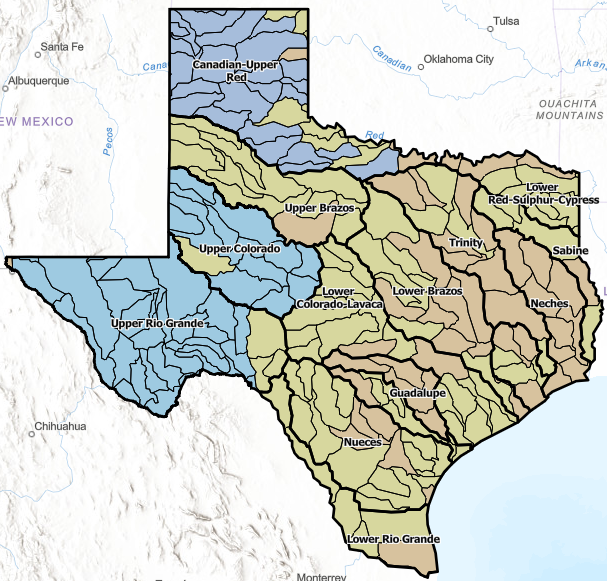 Tulsa
Santa Fe
Canadian
Oklahoma City
Arkan
Albuquerque
Cana
Canadian-Upper
Red
OUACHITA
MOUNTAINS
EW MEXICO
Pecos
Red
Lower
Red-Sulphur-Cypress
Upper Brazos
Trinity
Upper Colorado
Sabine
Lower
Colorado-Lavaca
Lower Brazos
Neches
L
Upper Rio Grande
Guadalupe
Chihuahua
Nueces
Lower Rio Grande
Monterrey